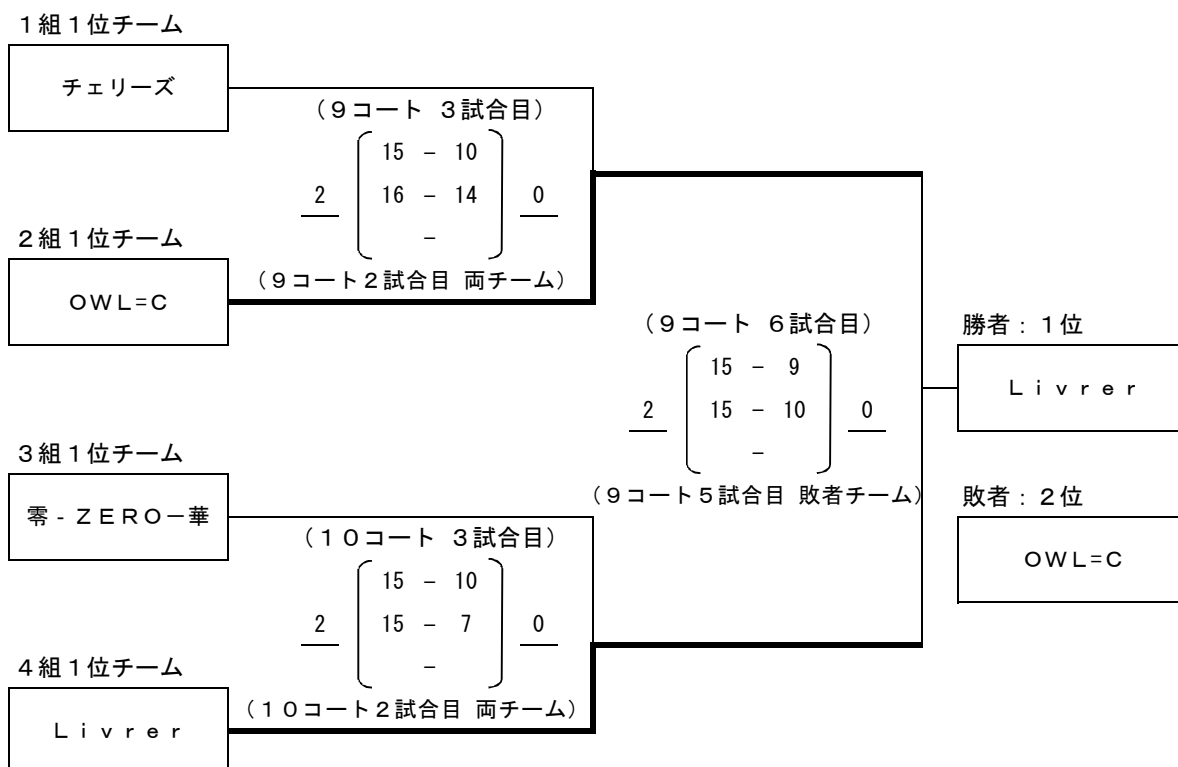 1組1位チーム
チェリーズ
(9コート 3試合目)
15 - 10
2 16 - 14 0
-
2組1位チーム
(9コート2試合目 両チーム)
OWL=C
(9コート 6試合目)
勝者:1位
15 - 9
Livrer
2 15 - 10 0
-
3組1位チーム
(9コート5試合目 敗者チーム)
敗者:2位
零-ZERO-華
(10コート 3試合目)
OWL=C
15 - 10
2 15 - 7 0
-
4組1位チーム
(10コート2試合目 両チーム)
Livrer